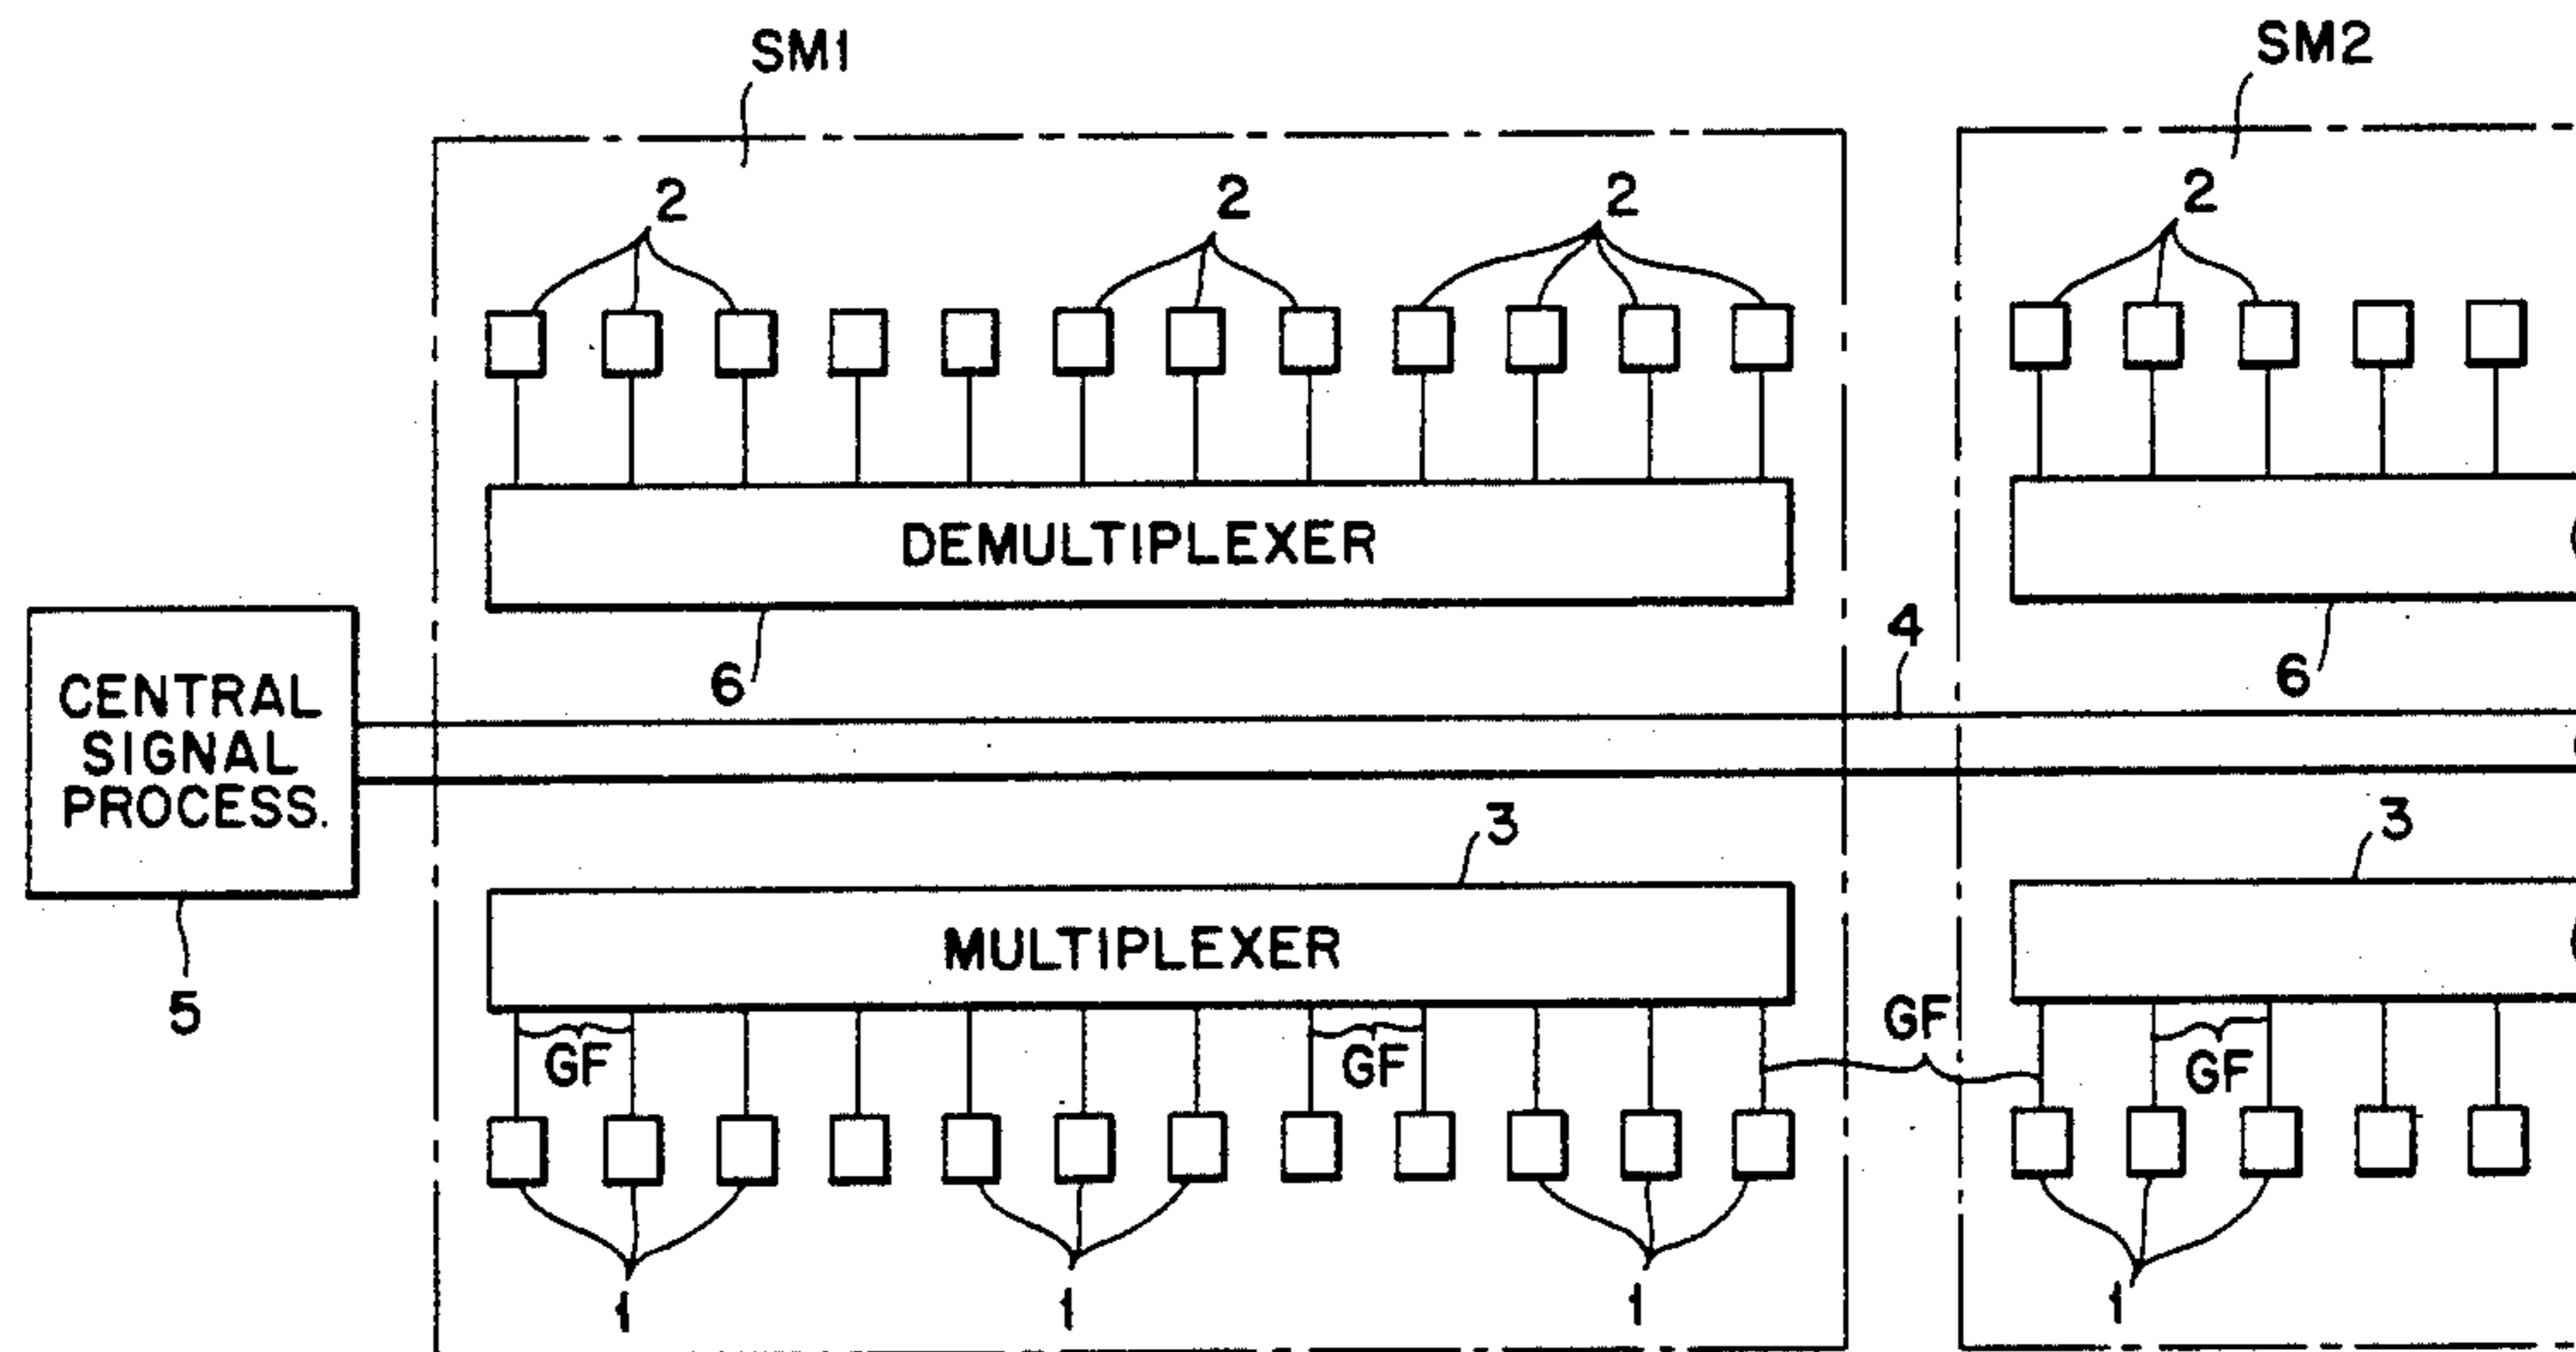 SM1
SM2
2
2
2
2
DEMULTIPLEXER
6
4
6
CENTRAL
SIGNAL
PROCESS.
5
3
3
MULTIPLEXER
GF
GF
GF
GF
1
1
1
1